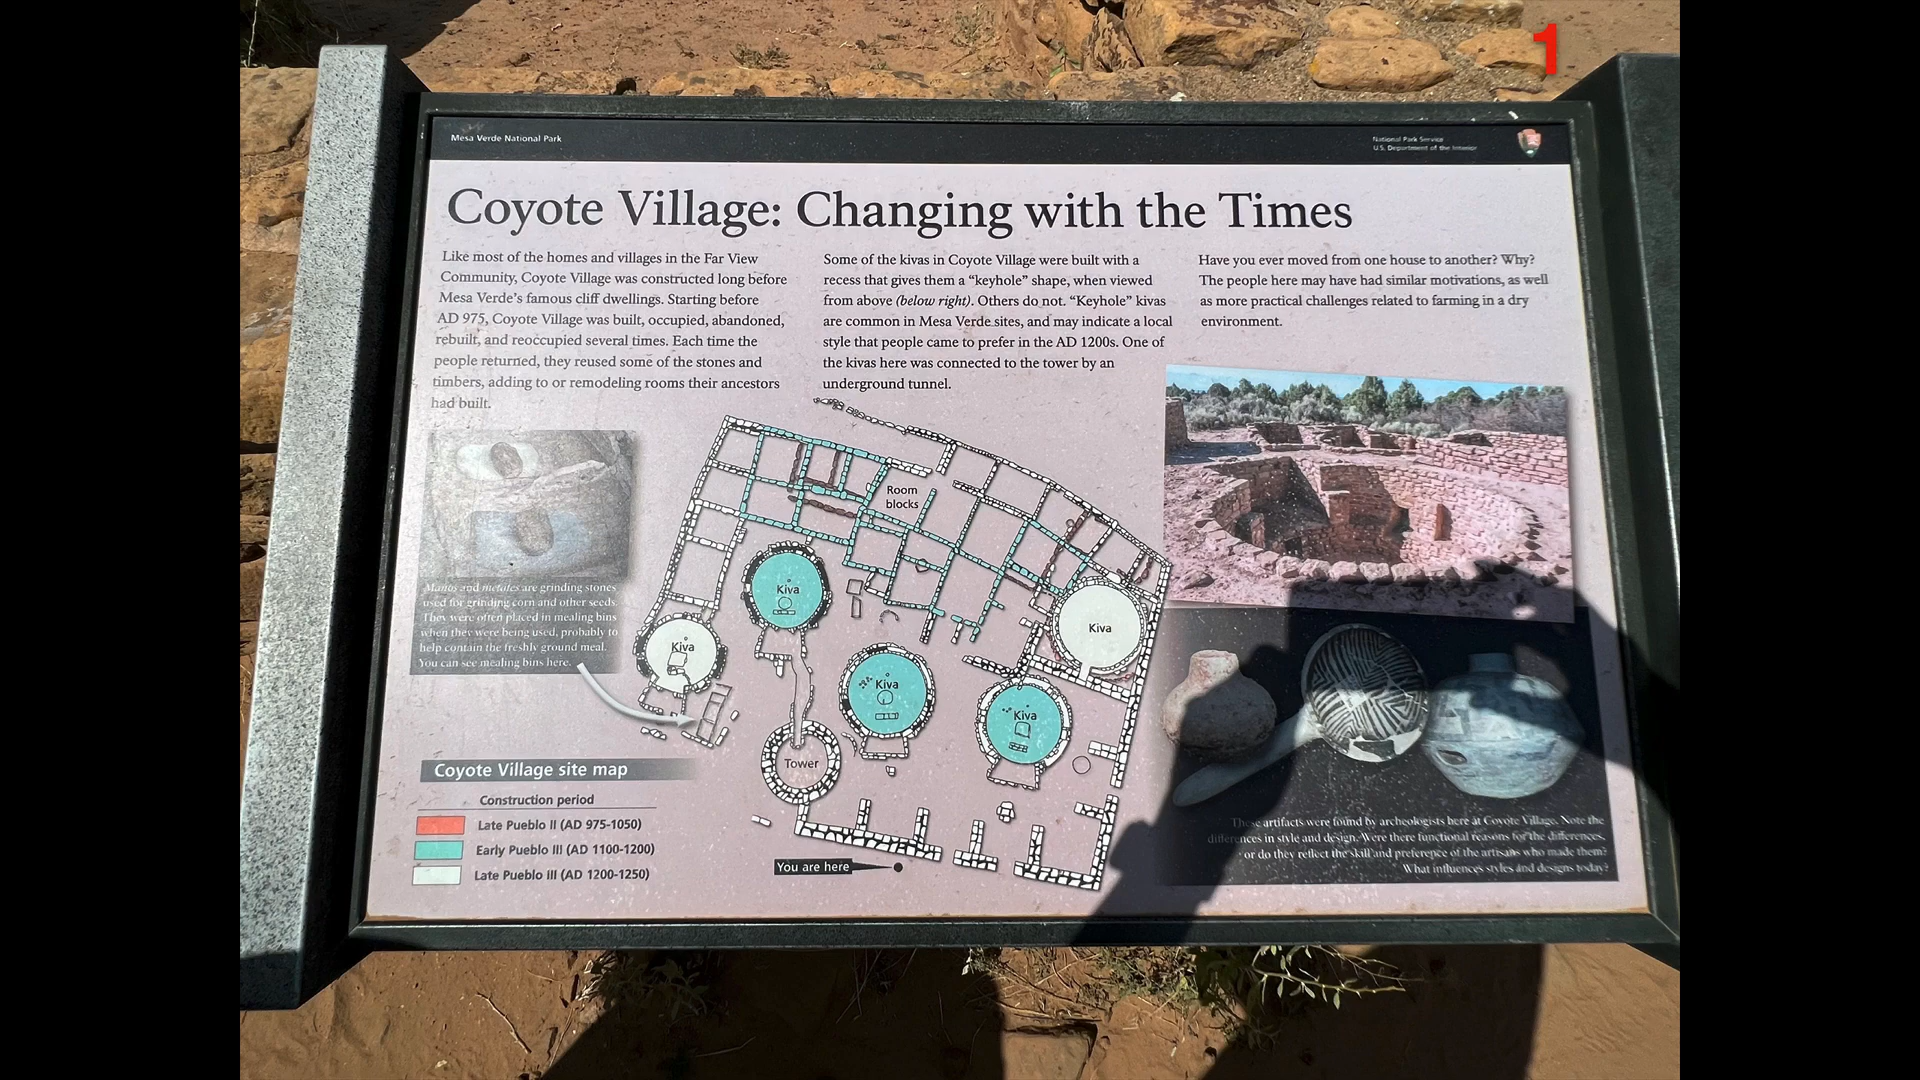 1
Mesa Verde National Park
National Park Service
U.S. Department of the Interior
Coyote Village: Changing with the Times
Like most of the homes and villages in the Far View
Community, Coyote Village was constructed long before
Mesa Verde's famous cliff dwellings. Starting before
AD 975, Coyote Village was built, occupied, abandoned,
rebuilt, and reoccupied several times. Each time the
people returned, they reused some of the stones and
timbers, adding to or remodeling rooms their ancestors
had built.
Some of the kivas in Coyote Village were built with a
recess that gives them a “keyhole” shape, when viewed
from above (below right). Others do not. “Keyhole” kivas
are common in Mesa Verde sites, and may indicate a local
style that people came to prefer in the AD 1200s. One of
the kivas here was connected to the tower by an
underground tunnel.
Have you ever moved from one house to another? Why?
The people here may have had similar motivations, as well
as more practical challenges related to farming in a dry
environment.
Manos and metates are grinding stones
used for grinding corn and other seeds.
They were often placed in mealing bins
when they were being used, probably to
help contain the freshly ground meal.
You can see mealing bins here.
Room
blocks
Kiva
Kiva
Kiva
Kiva
Kiva
Tower
You are here
Coyote Village site map
Construction period
Late Pueblo II (AD 975-1050)
Early Pueblo III (AD 1100-1200)
Late Pueblo III (AD 1200-1250)
These artifacts were found by archeologists here at Coyote Village. Note the
differences in style and design. Were there functional reasons for the differences,
or do they reflect the skill and preference of the artisans who made them?
What influences styles and designs today?